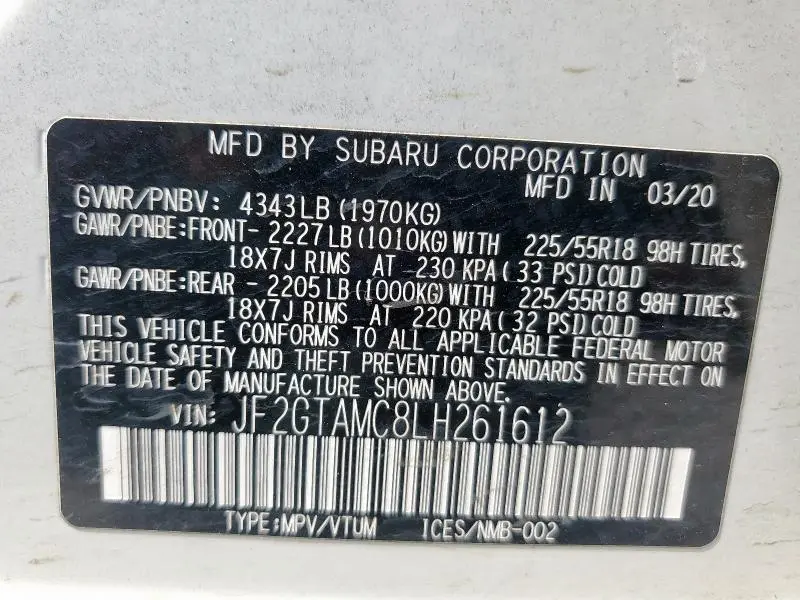 MFD BY SUBARU CORPORATION
MFD IN 03/20
GVWR/PNBV: 4343LB (1970KG)
GAWR/PNBE:FRONT- 2227LB (1010KG) WITH 225/55R18 98H TIRES,
18X7J RIMS AT 230 KPA( 33 PSI) COLD
GAWR/PNBE:REAR - 2205LB (1000KG) WITH 225/55R18 98H TIRES,
18X7J RIMS AT 220 KPA( 32 PSI) COLD
THIS VEHICLE CONFORMS TO ALL APPLICABLE FEDERAL MOTOR
VEHICLE SAFETY AND THEFT PREVENTION STANDARDS IN EFFECT ON
THE DATE OF MANUFACTURE SHOWN ABOVE.
VIN: JF2GTAMC8LH261612
TYPE:MPV/VTUM ICES/NMB-002